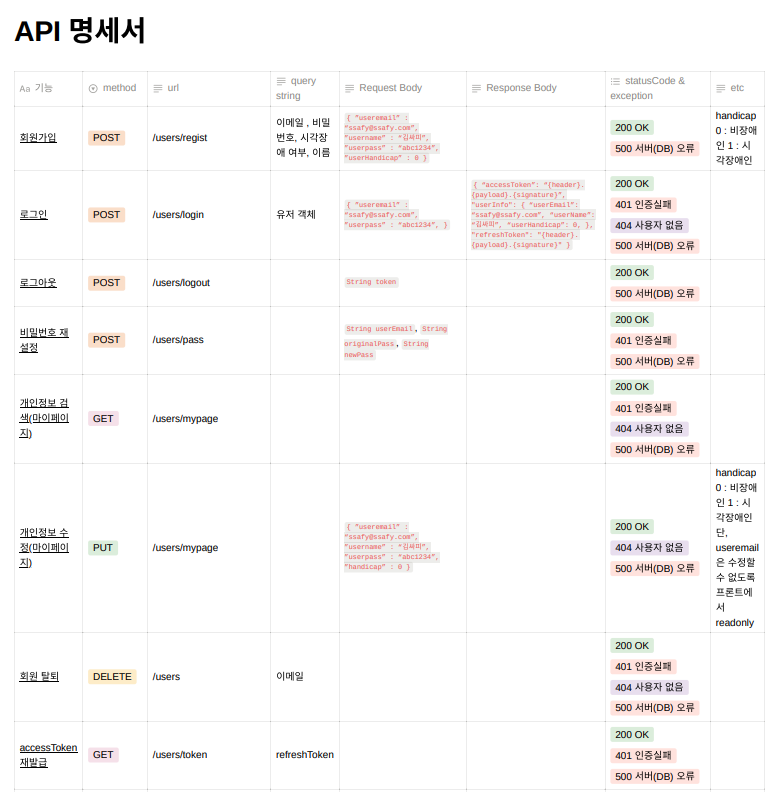 API 명세서
Aa 기능
method
url
query
string
Request Body
Response Body
statusCode &
exception
etc
회원가입
POST
/users/regist
이메일 , 비밀
번호, 시각장
애 여부, 이름
{ "useremail" :
"ssafy@ssafy.com",
"username" : "김싸피",
"userpass" : "abc1234",
"userHandicap" : 0 }
200 OK
500 서버(DB) 오류
handicap
0 : 비장애
인 1 : 시
각장애인
로그인
POST
/users/login
유저 객체
{ "useremail" :
"ssafy@ssafy.com",
"userpass" : "abc1234", }
{ "accessToken": "{header}.
{payload}.{signature}",
"userInfo": { "userEmail":
"ssafy@ssafy.com", "userName":
"김싸피", "userHandicap": 0, },
"refreshToken": "{header}.
{payload}.{signature}" }
200 OK
401 인증실패
404 사용자 없음
500 서버(DB) 오류
로그아웃
POST
/users/logout
String token
200 OK
500 서버(DB) 오류
비밀번호 재
설정
POST
/users/pass
String userEmail, String
originalPass, String
newPass
200 OK
401 인증실패
500 서버(DB) 오류
개인정보 검
색(마이페이
지)
GET
/users/mypage
200 OK
401 인증실패
404 사용자 없음
500 서버(DB) 오류
개인정보 수
정(마이페이
지)
PUT
/users/mypage
{ "useremail" :
"ssafy@ssafy.com",
"username" : "김싸피",
"userpass" : "abc1234",
"handicap" : 0 }
200 OK
404 사용자 없음
500 서버(DB) 오류
handicap
0 : 비장애
인 1 : 시
각장애인
단,
useremail
은 수정할
수 없도록
프론트에
서
readonly
회원 탈퇴
DELETE
/users
이메일
200 OK
401 인증실패
404 사용자 없음
500 서버(DB) 오류
accessToken
재발급
GET
/users/token
refreshToken
200 OK
401 인증실패
500 서버(DB) 오류